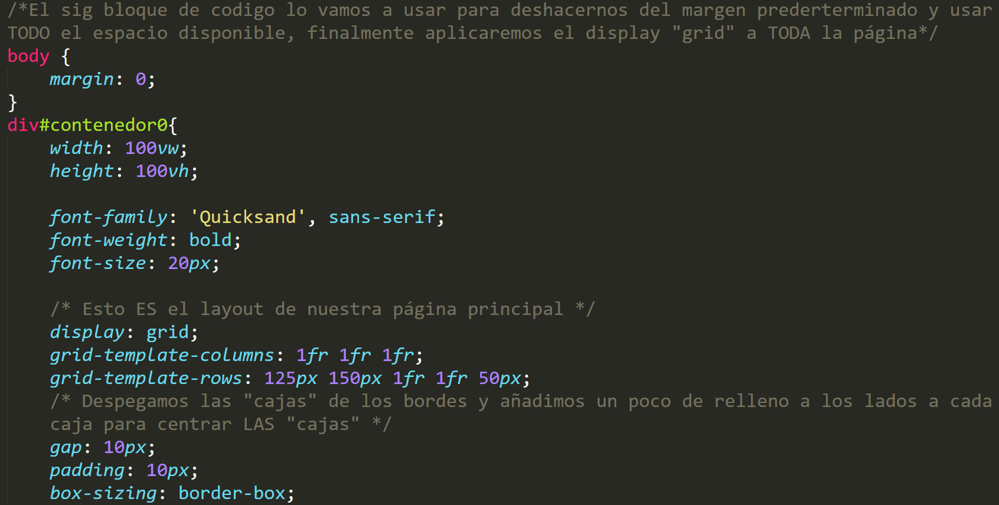 /*El sig bloque de codigo lo vamos a usar para deshacernos del margen prederterminado y usar
TODO el espacio disponible, finalmente aplicaremos el display "grid" a TODA la página*/
body {
    margin: 0;
}
div#contenedor0{
    width: 100vw;
    height: 100vh;

    font-family: 'Quicksand', sans-serif;
    font-weight: bold;
    font-size: 20px;

    /* Esto ES el layout de nuestra página principal */
    display: grid;
    grid-template-columns: 1fr 1fr 1fr;
    grid-template-rows: 125px 150px 1fr 1fr 50px;
    /* Despegamos las "cajas" de los bordes y añadimos un poco de relleno a los lados a cada
    caja para centrar LAS "cajas" */
    gap: 10px;
    padding: 10px;
    box-sizing: border-box;